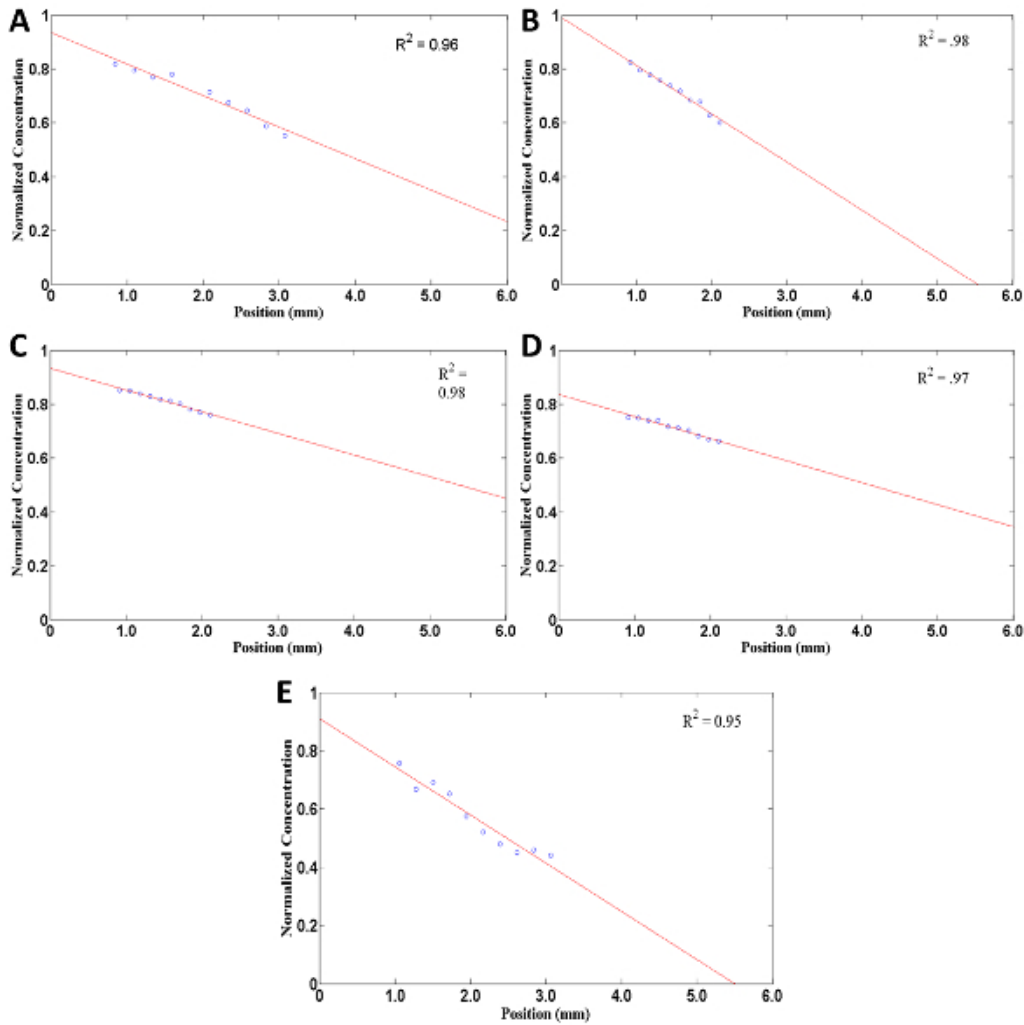 A
R² = 0.96
Normalized Concentration
1
0.8
0.6
0.4
0.2
0
0 1.0 2.0 3.0 4.0 5.0 6.0
Position (mm)
B
R² = .98
Normalized Concentration
1
0.8
0.6
0.4
0.2
0
1.0 2.0 3.0 4.0 5.0 6.0
Position (mm)
C
R² =
0.98
Normalized Concentration
1
0.8
0.6
0.4
0.2
0
0 1.0 2.0 3.0 4.0 5.0 6.0
Position (mm)
D
R² = .97
Normalized Concentration
1
0.8
0.6
0.4
0.2
0
0 1.0 2.0 3.0 4.0 5.0 6.0
Position (mm)
E
R² = 0.95
Normalized Concentration
1
0.8
0.6
0.4
0.2
0
0 1.0 2.0 3.0 4.0 5.0 6.0
Position (mm)